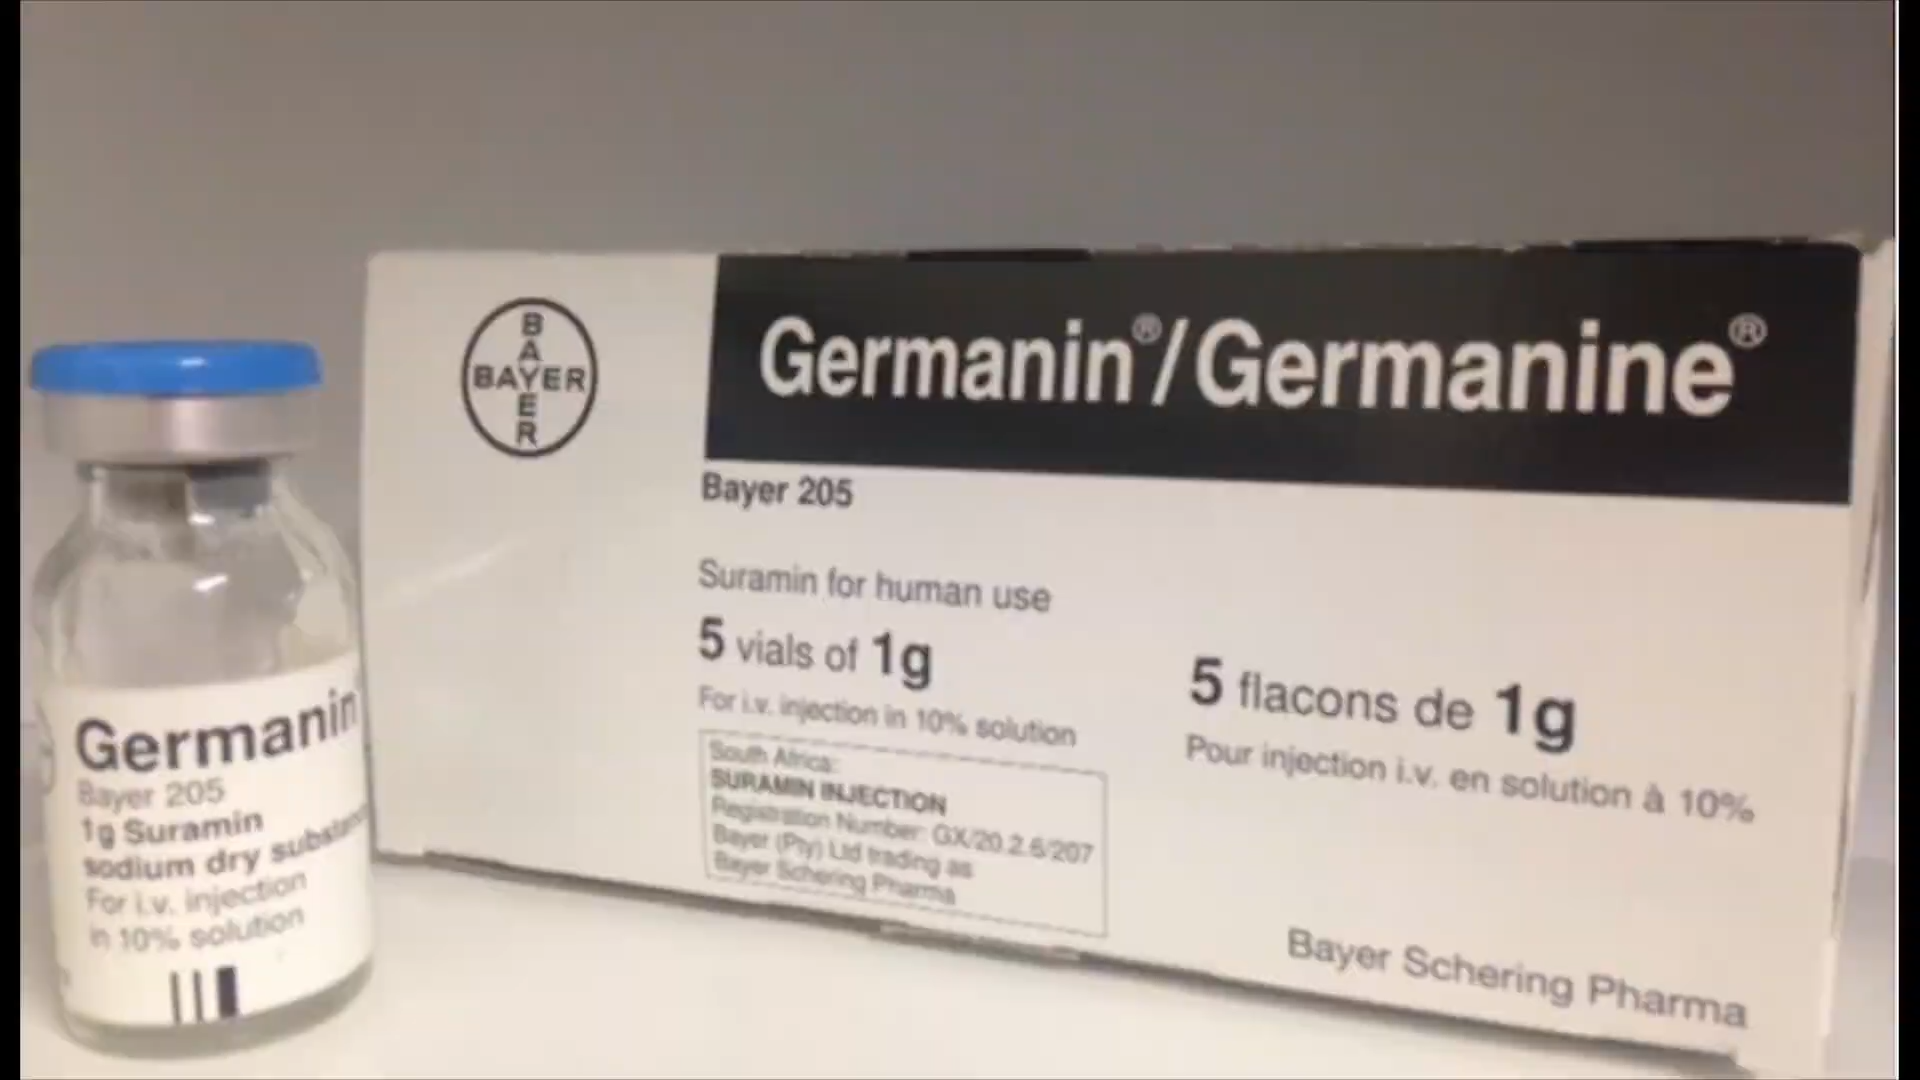 BAYER
BAYER
Germanin®/Germanine®
Bayer 205
Suramin for human use
5 vials of 1g
For i.v. injection in 10% solution
South Africa:
SURAMIN INJECTION
Registration Number: GX/20.2.6/207
Bayer (Pty) Ltd trading as
Bayer Schering Pharma
5 flacons de 1g
Pour injection i.v. en solution à 10%
Bayer Schering Pharma
Germanin
Bayer 205
1g Suramin
sodium dry
For i.v. injection
in 10% solution